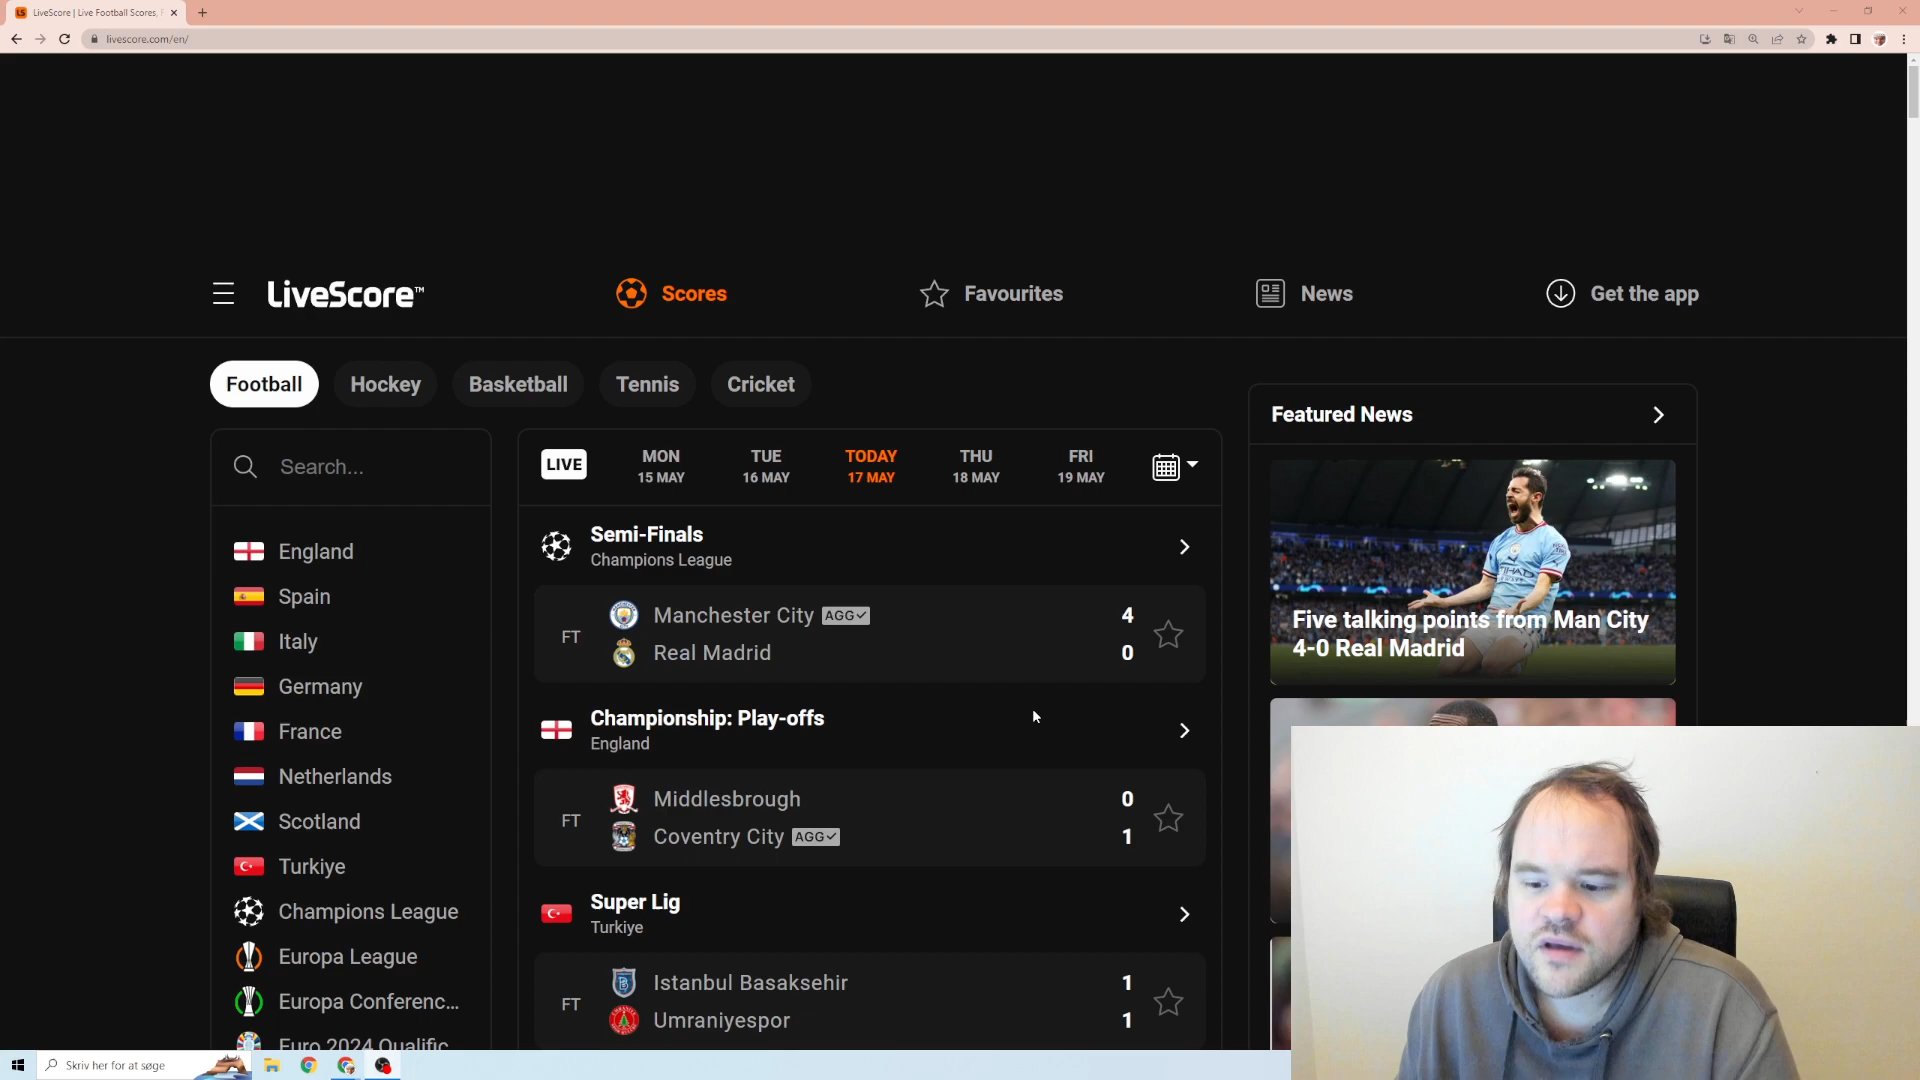 LiveScore | Live Football Scores,
livescore.com/en/
LiveScore™
Scores
Favourites
News
Get the app
Football
Hockey
Basketball
Tennis
Cricket
Search...
England
Spain
Italy
Germany
France
Netherlands
Scotland
Turkiye
Champions League
Europa League
Europa Conferenc...
Euro 2024 Qualific
LIVE
MON
15 MAY
TUE
16 MAY
TODAY
17 MAY
THU
18 MAY
FRI
19 MAY
Semi-Finals
Champions League
FT
Manchester City AGG 4
Real Madrid 0
Championship: Play-offs
England
FT
Middlesbrough 0
Coventry City AGG 1
Super Lig
Turkiye
FT
Istanbul Basaksehir 1
Umraniyespor 1
Featured News
Five talking points from Man City
4-0 Real Madrid
Skriv her for at søge